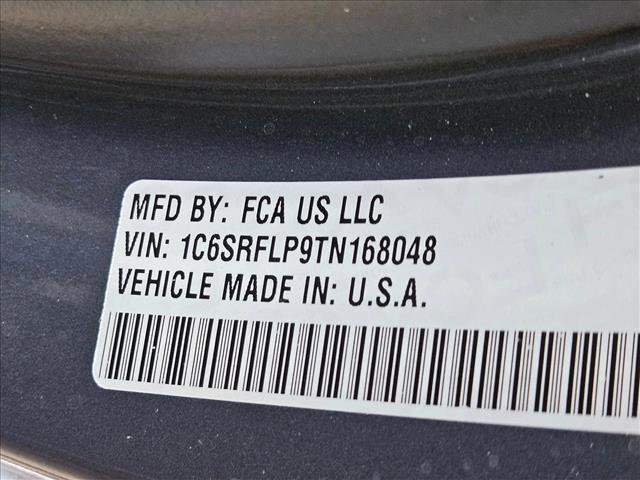 MFD BY: FCA US LLC
VIN: 1C6SRFLP9TN168048
VEHICLE MADE IN: U.S.A.